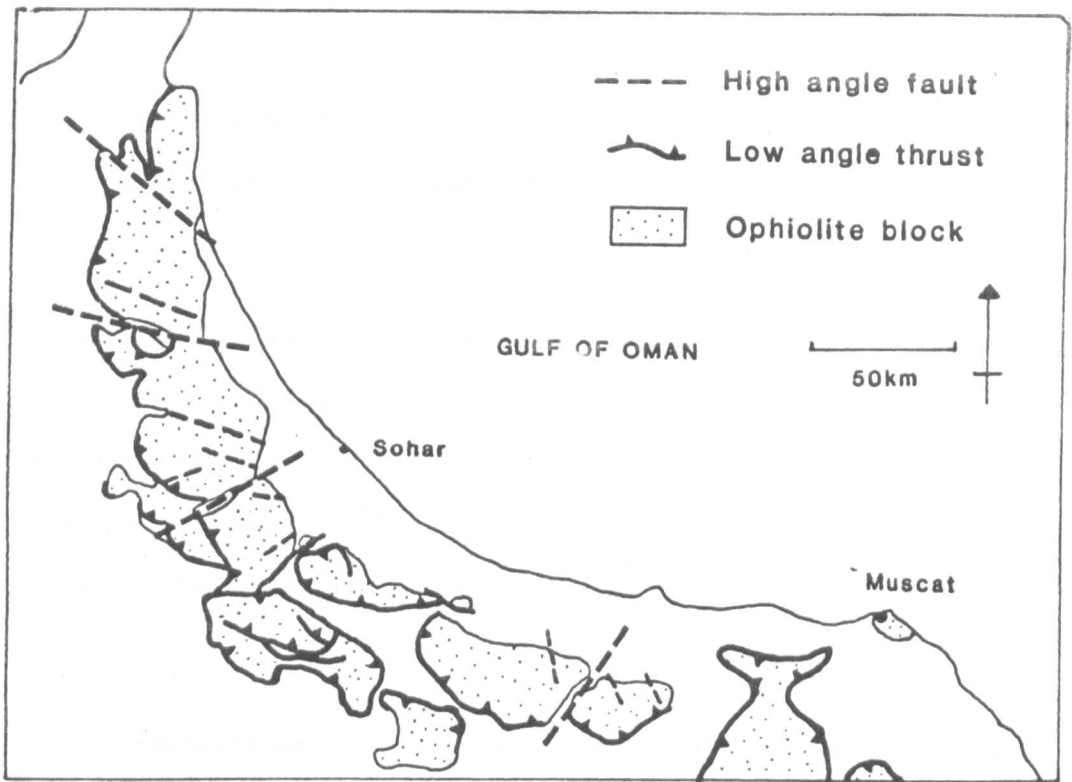 High angle fault
Low angle thrust
Ophiolite block
GULF OF OMAN
50km
Sohar
Muscat